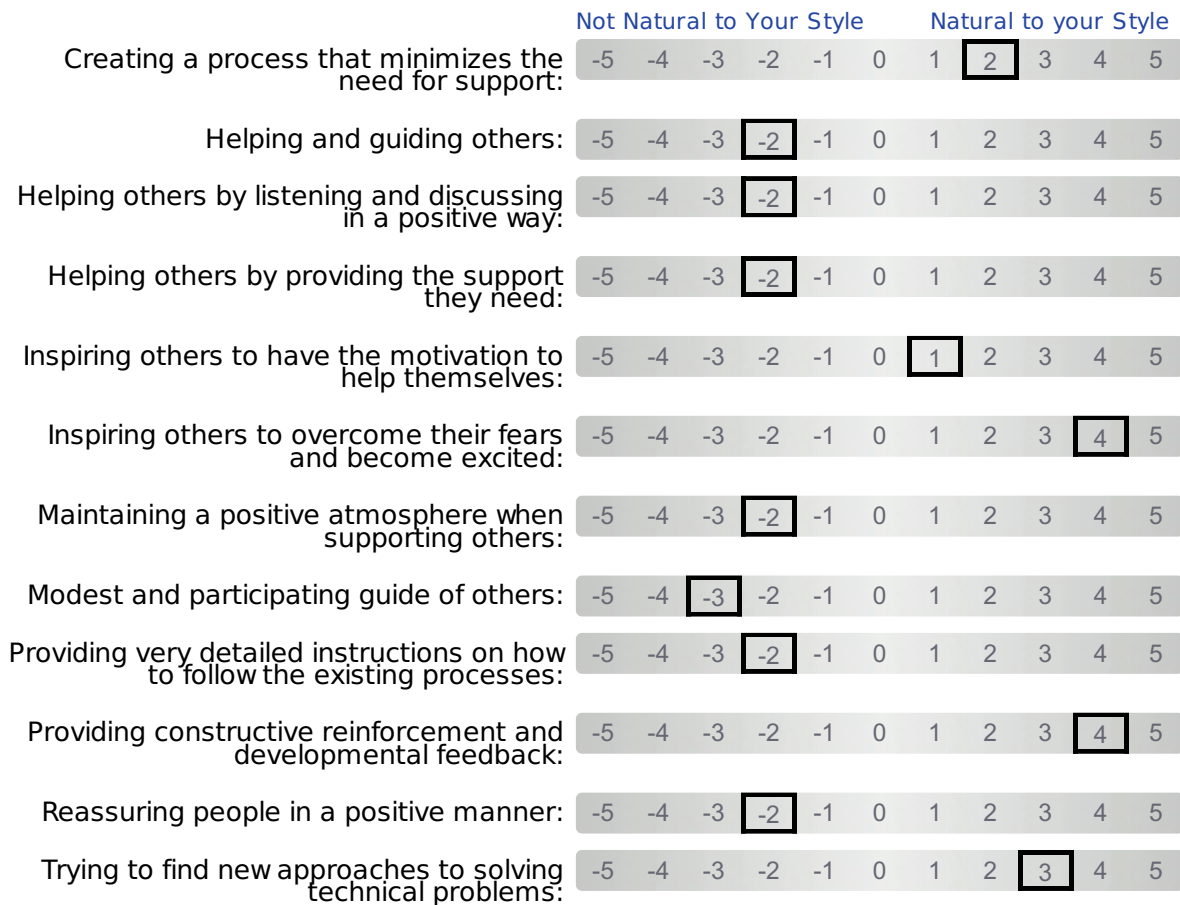 Not Natural to Your Style Natural to your Style
Creating a process that minimizes the
need for support:
-5 -4 -3 -2 -1 0 1 2 3 4 5
Helping and guiding others:
-5 -4 -3 -2 -1 0 1 2 3 4 5
Helping others by listening and discussing
in a positive way:
-5 -4 -3 -2 -1 0 1 2 3 4 5
Helping others by providing the support
they need:
-5 -4 -3 -2 -1 0 1 2 3 4 5
Inspiring others to have the motivation to
help themselves:
-5 -4 -3 -2 -1 0 1 2 3 4 5
Inspiring others to overcome their fears
and become excited:
-5 -4 -3 -2 -1 0 1 2 3 4 5
Maintaining a positive atmosphere when
supporting others:
-5 -4 -3 -2 -1 0 1 2 3 4 5
Modest and participating guide of others:
-5 -4 -3 -2 -1 0 1 2 3 4 5
Providing very detailed instructions on how
to follow the existing processes:
-5 -4 -3 -2 -1 0 1 2 3 4 5
Providing constructive reinforcement and
developmental feedback:
-5 -4 -3 -2 -1 0 1 2 3 4 5
Reassuring people in a positive manner:
-5 -4 -3 -2 -1 0 1 2 3 4 5
Trying to find new approaches to solving
technical problems:
-5 -4 -3 -2 -1 0 1 2 3 4 5